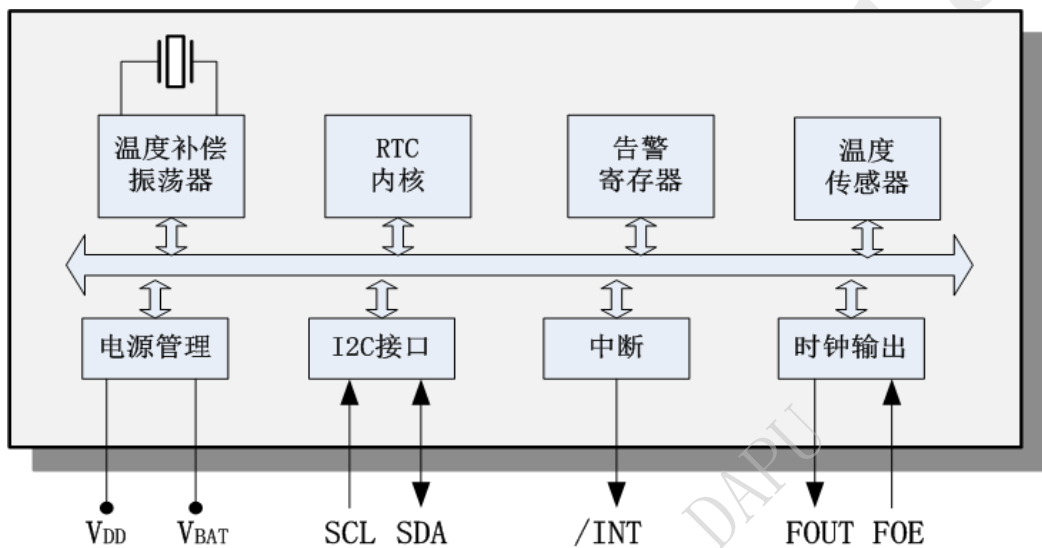 温度补偿
振荡器
RTC
内核
告警
寄存器
温度
传感器
电源管理
I2C接口
中断
时钟输出
VDD VBAT SCL SDA /INT FOUT FOE
DAPU